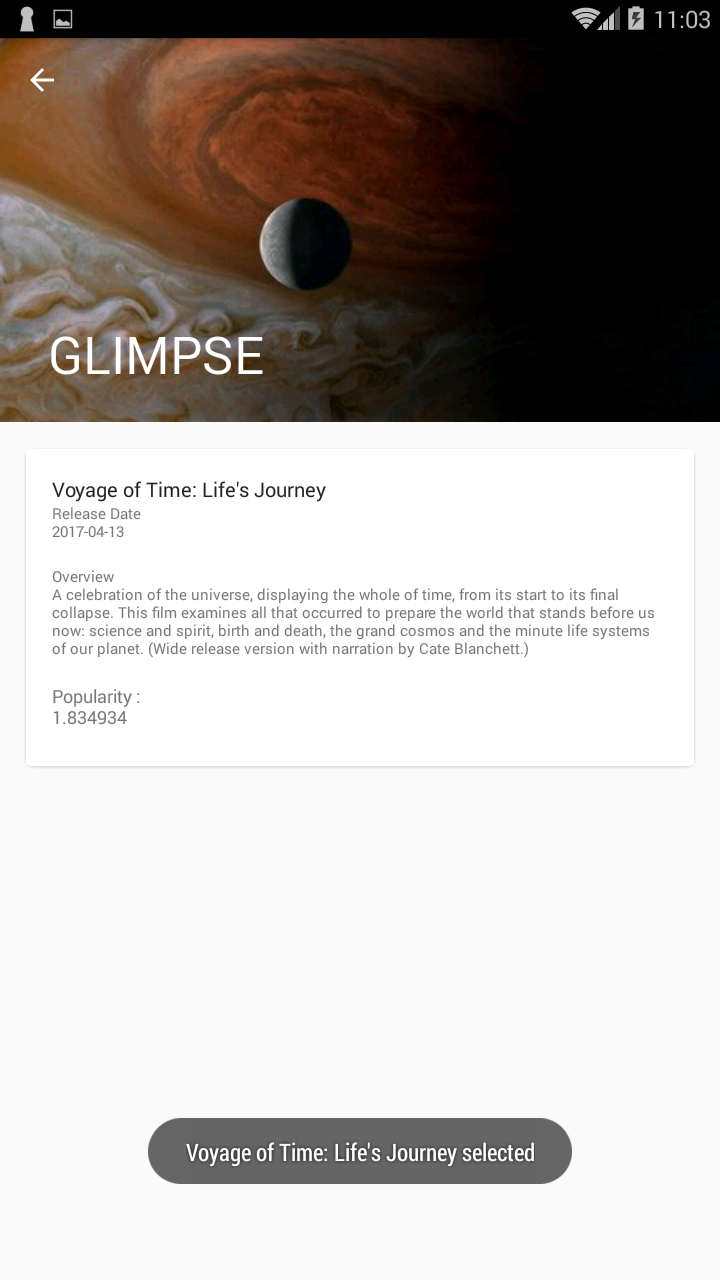 11:03
GLIMPSE
Voyage of Time: Life's Journey
Release Date
2017-04-13
Overview
A celebration of the universe, displaying the whole of time, from its start to its final
collapse. This film examines all that occurred to prepare the world that stands before us
now: science and spirit, birth and death, the grand cosmos and the minute life systems
of our planet. (Wide release version with narration by Cate Blanchett.)
Popularity :
1.834934
Voyage of Time: Life's Journey selected